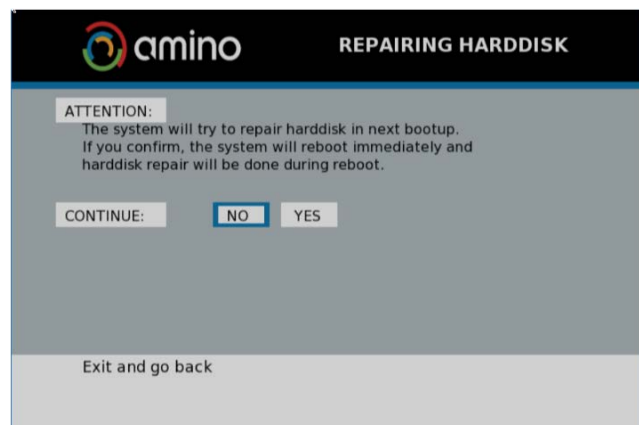 amino
REPAIRING HARDDISK
ATTENTION:
The system will try to repair harddisk in next bootup.
If you confirm, the system will reboot immediately and
harddisk repair will be done during reboot.
CONTINUE: NO YES
Exit and go back